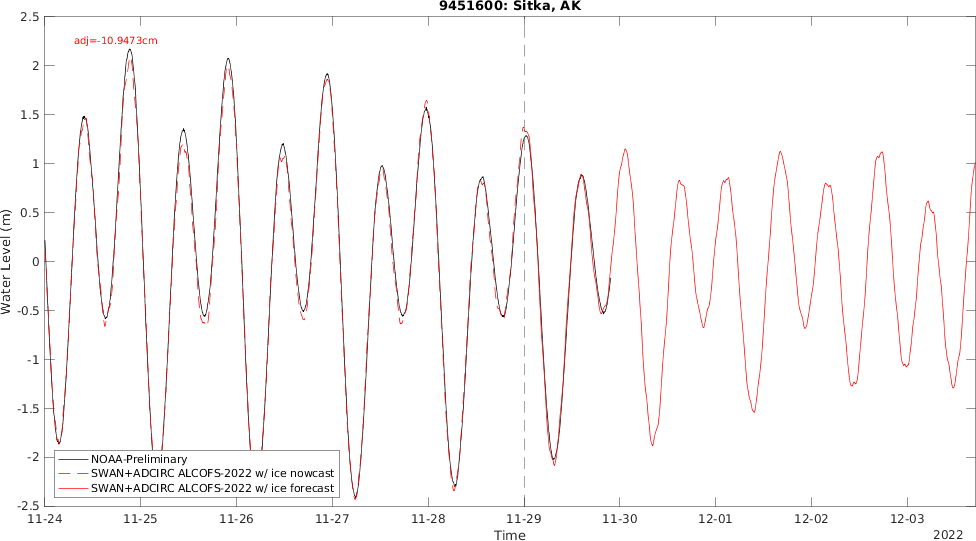 9451600: Sitka, AK
adj=-10.9473cm
2.5
2
1.5
1
0.5
0
-0.5
-1
-1.5
-2
-2.5
Water Level (m)
NOAA-Preliminary
SWAN+ADCIRC ALCOFS-2022 w/ ice nowcast
SWAN+ADCIRC ALCOFS-2022 w/ ice forecast
11-24 11-25 11-26 11-27 11-28 11-29 11-30 12-01 12-02 12-03
Time
2022